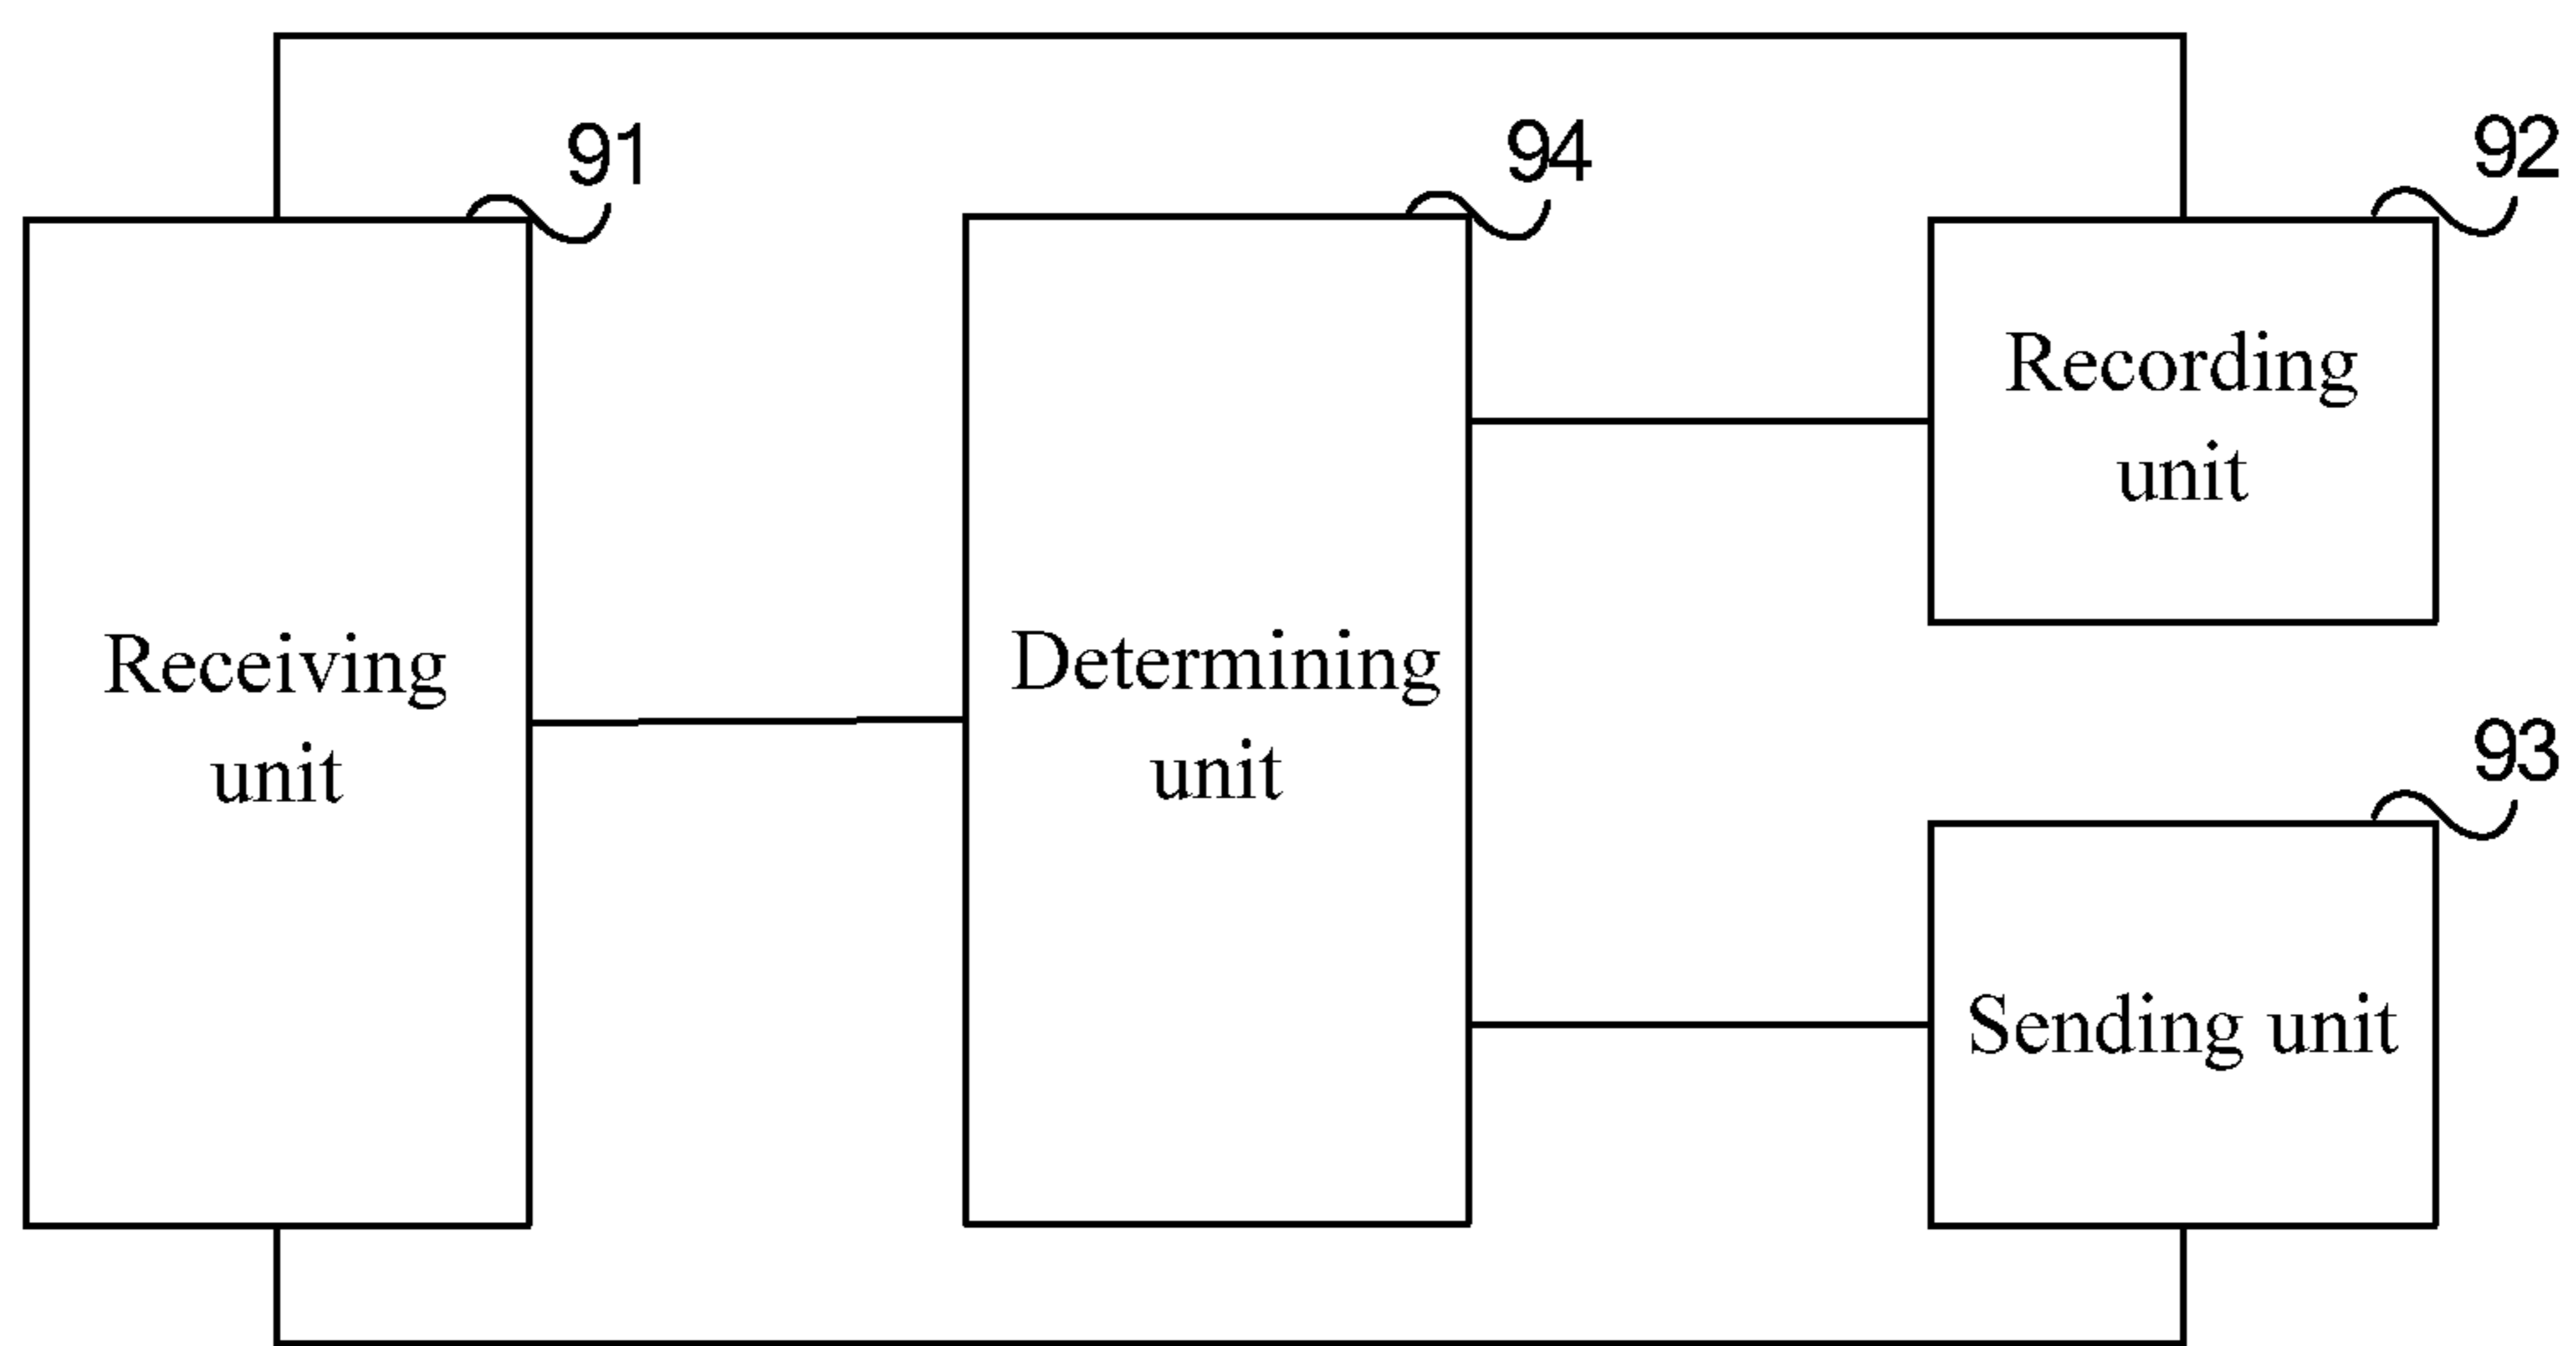 91
94
92
Recording
unit
Receiving
unit
Determining
unit
93
Sending unit